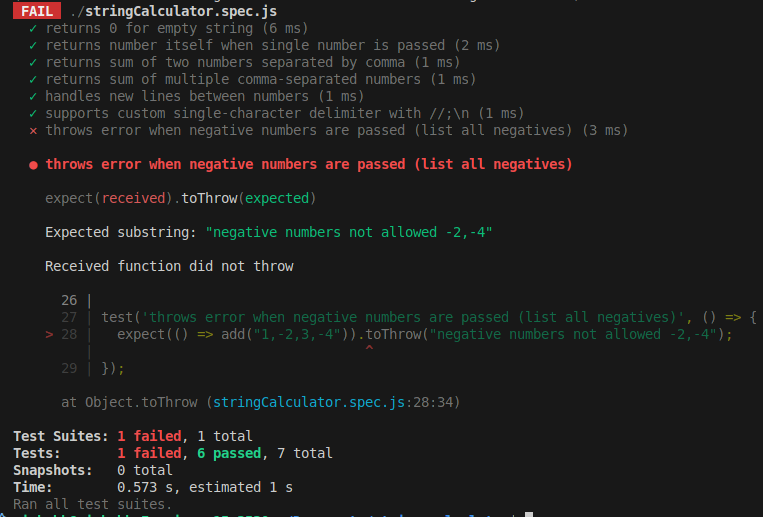 FAIL ./stringCalculator.spec.js
✓ returns 0 for empty string (6 ms)
✓ returns number itself when single number is passed (2 ms)
✓ returns sum of two numbers separated by comma (1 ms)
✓ returns sum of multiple comma-separated numbers (1 ms)
✓ handles new lines between numbers (1 ms)
✓ supports custom single-character delimiter with //;\n (1 ms)
✕ throws error when negative numbers are passed (list all negatives) (3 ms)
● throws error when negative numbers are passed (list all negatives)
expect(received).toThrow(expected)
Expected substring: "negative numbers not allowed -2,-4"
Received function did not throw
26 |
27 | test('throws error when negative numbers are passed (list all negatives)', () => {
> 28 |   expect(() => add("1,-2,3,-4")).toThrow("negative numbers not allowed -2,-4");
|                                  ^
29 | });
at Object.toThrow (stringCalculator.spec.js:28:34)
Test Suites: 1 failed, 1 total
Tests:       1 failed, 6 passed, 7 total
Snapshots:   0 total
Time:        0.573 s, estimated 1 s
Ran all test suites.